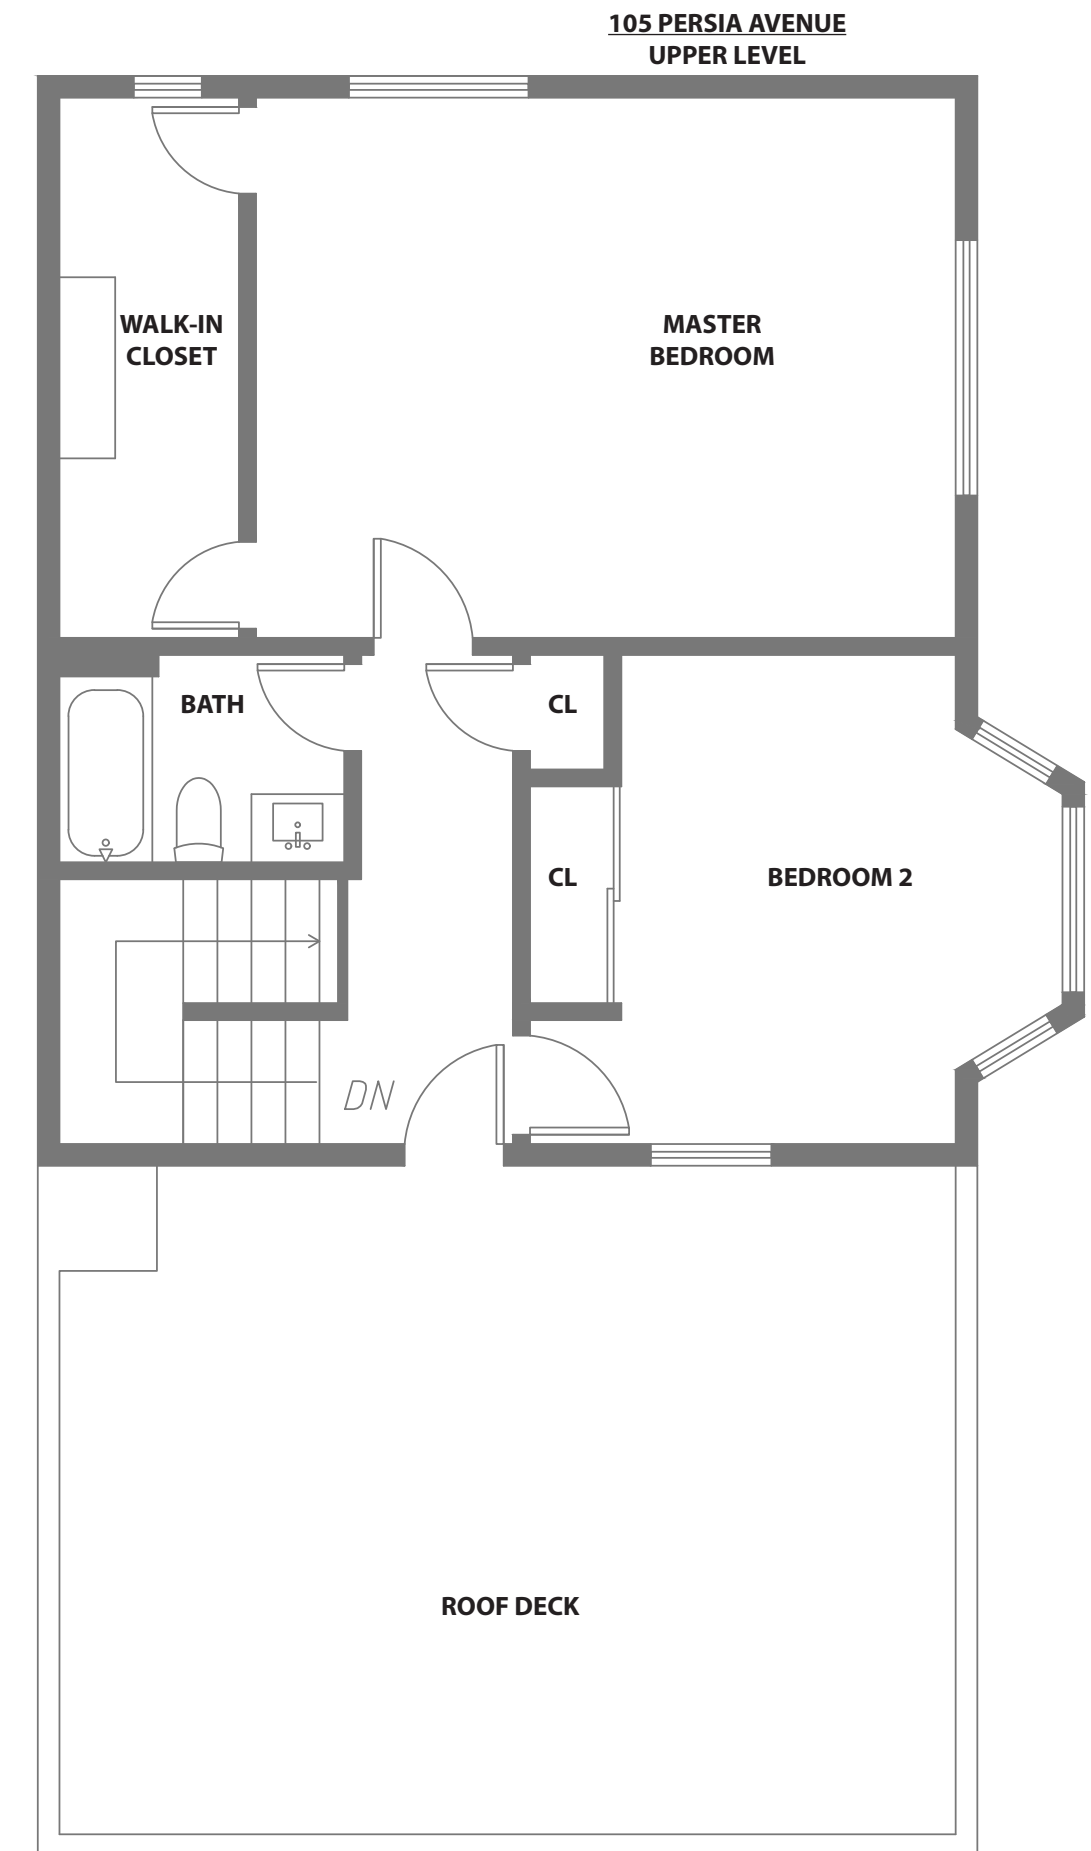 105 PERSIA AVENUE
UPPER LEVEL
WALK-IN
CLOSET
MASTER
BEDROOM
BATH
CL
CL
BEDROOM 2
DN
ROOF DECK